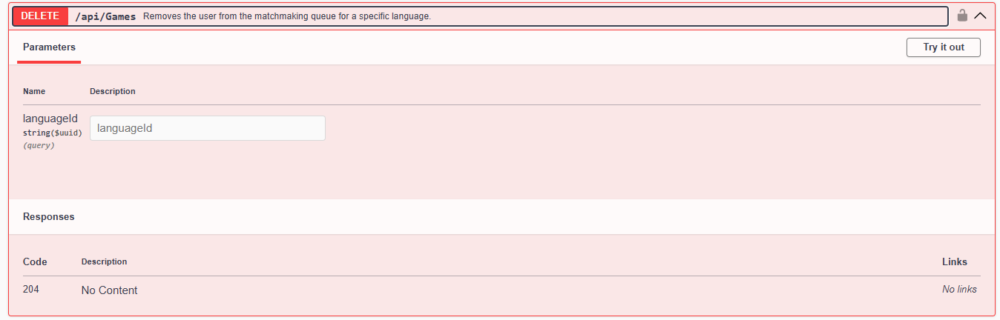 DELETE /api/Games Removes the user from the matchmaking queue for a specific language.
Parameters Try it out
Name Description
languageId languageId
string($uuid)
(query)
Responses
Code Description Links
204 No Content No links